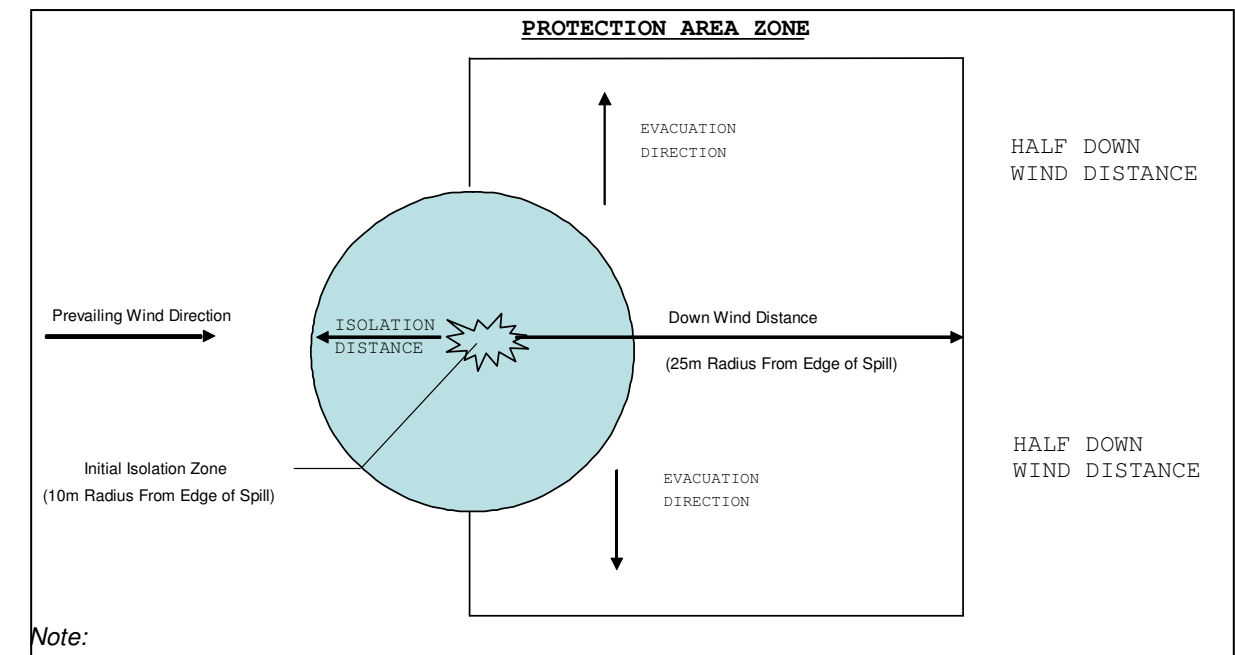 PROTECTION AREA ZONE
EVACUATION
DIRECTION
HALF DOWN
WIND DISTANCE
Prevailing Wind Direction
ISOLATION
DISTANCE
Down Wind Distance
(25m Radius From Edge of Spill)
Initial Isolation Zone
(10m Radius From Edge of Spill)
EVACUATION
DIRECTION
HALF DOWN
WIND DISTANCE
Note: